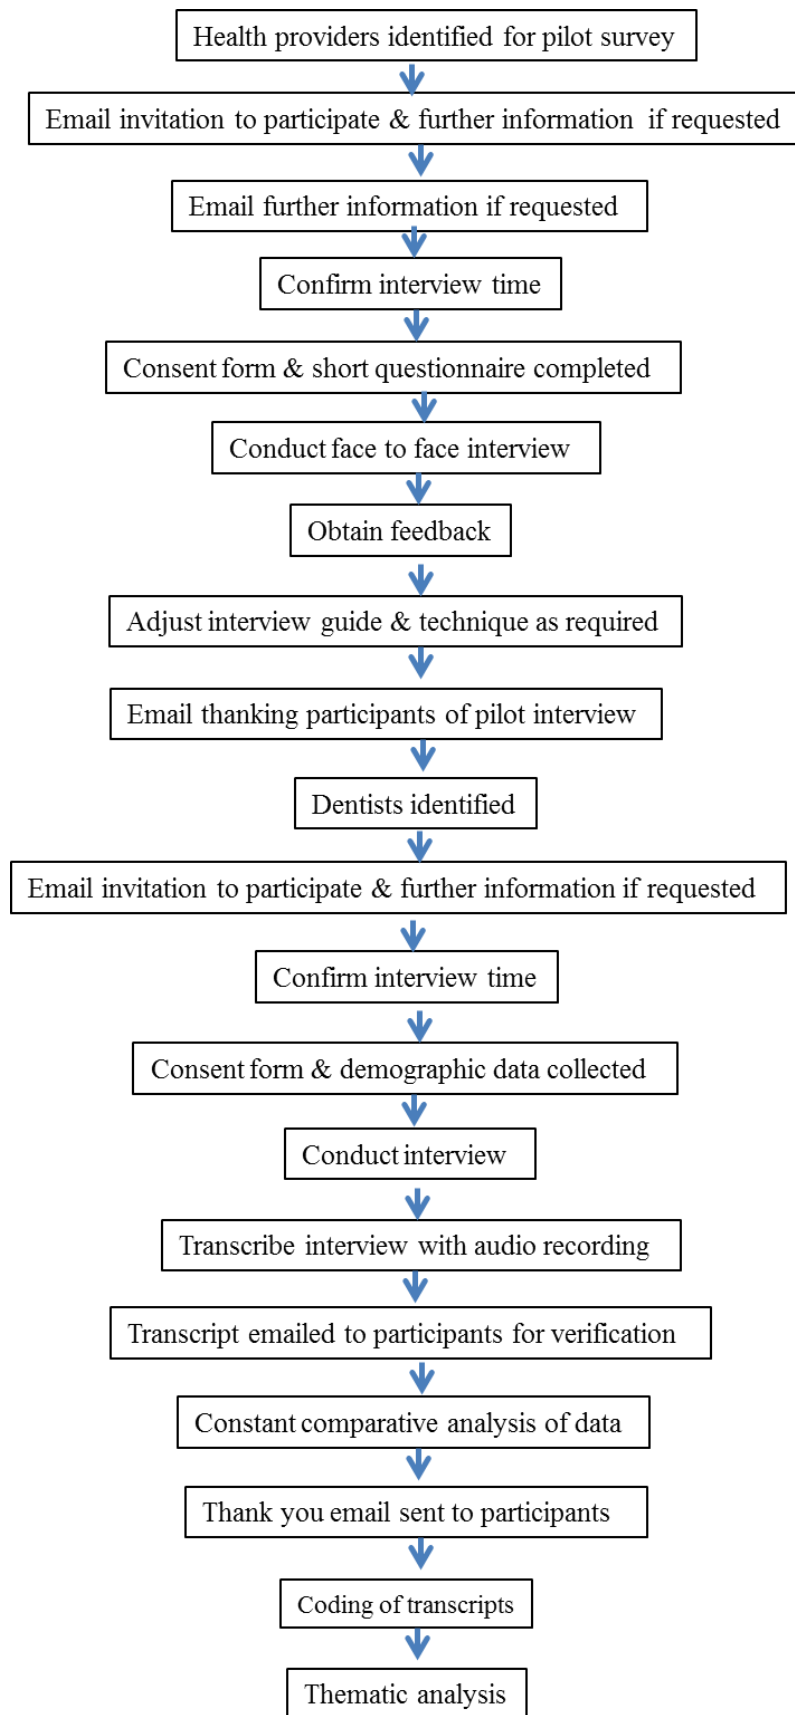 Health providers identified for pilot survey
Email invitation to participate & further information if requested
Email further information if requested
Confirm interview time
Consent form & short questionnaire completed
Conduct face to face interview
Obtain feedback
Adjust interview guide & technique as required
Email thanking participants of pilot interview
Dentists identified
Email invitation to participate & further information if requested
Confirm interview time
Consent form & demographic data collected
Conduct interview
Transcribe interview with audio recording
Transcript emailed to participants for verification
Constant comparative analysis of data
Thank you email sent to participants
Coding of transcripts
Thematic analysis